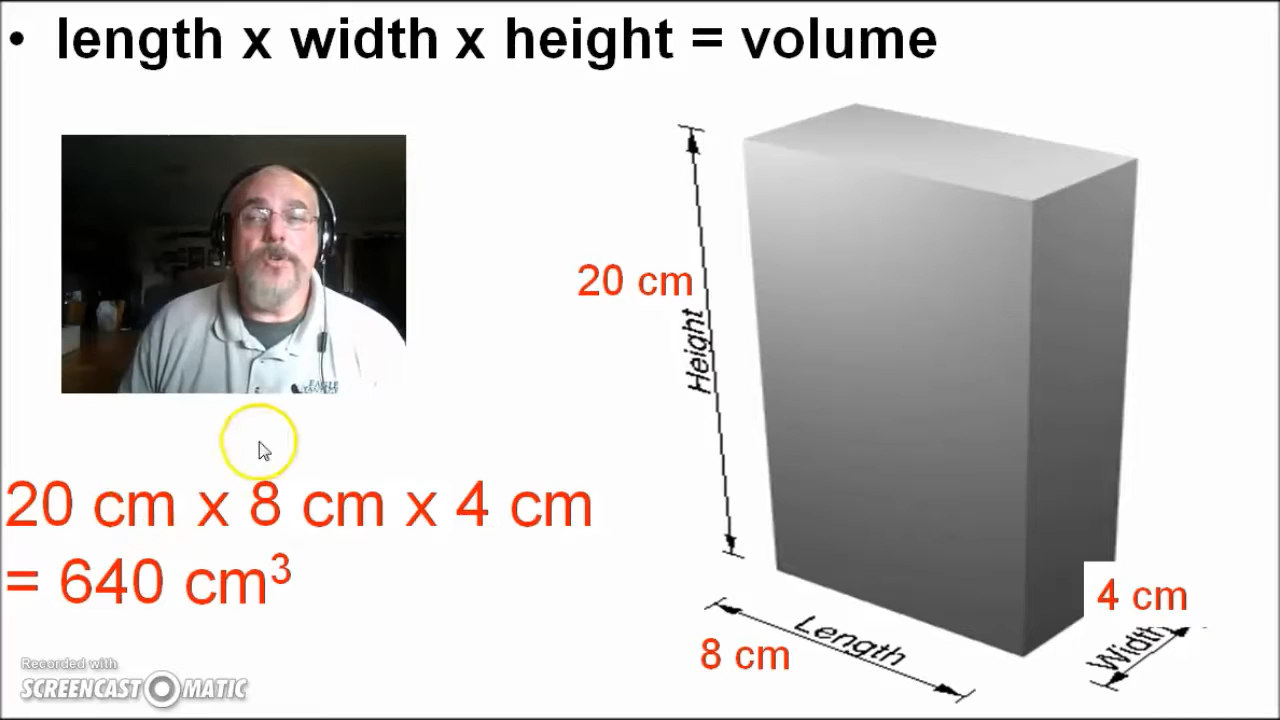 • length x width x height = volume
20 cm
Height
EAGLE
20 cm x 8 cm x 4 cm
= 640 cm³
4 cm
Length
Width
8 cm
Recorded with
SCREENCAST-O-MATIC